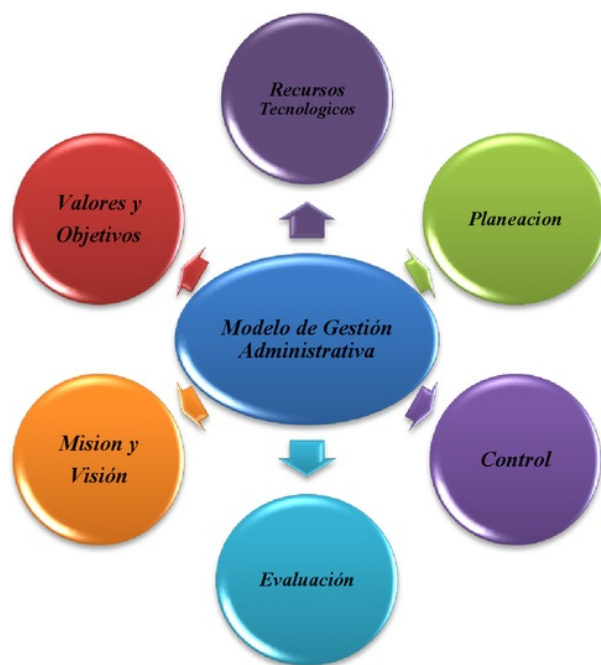 Recursos
Tecnologicos
Valores y
Objetivos
Planeacion
Modelo de Gestión
Administrativa
Mision y
Visión
Control
Evaluación